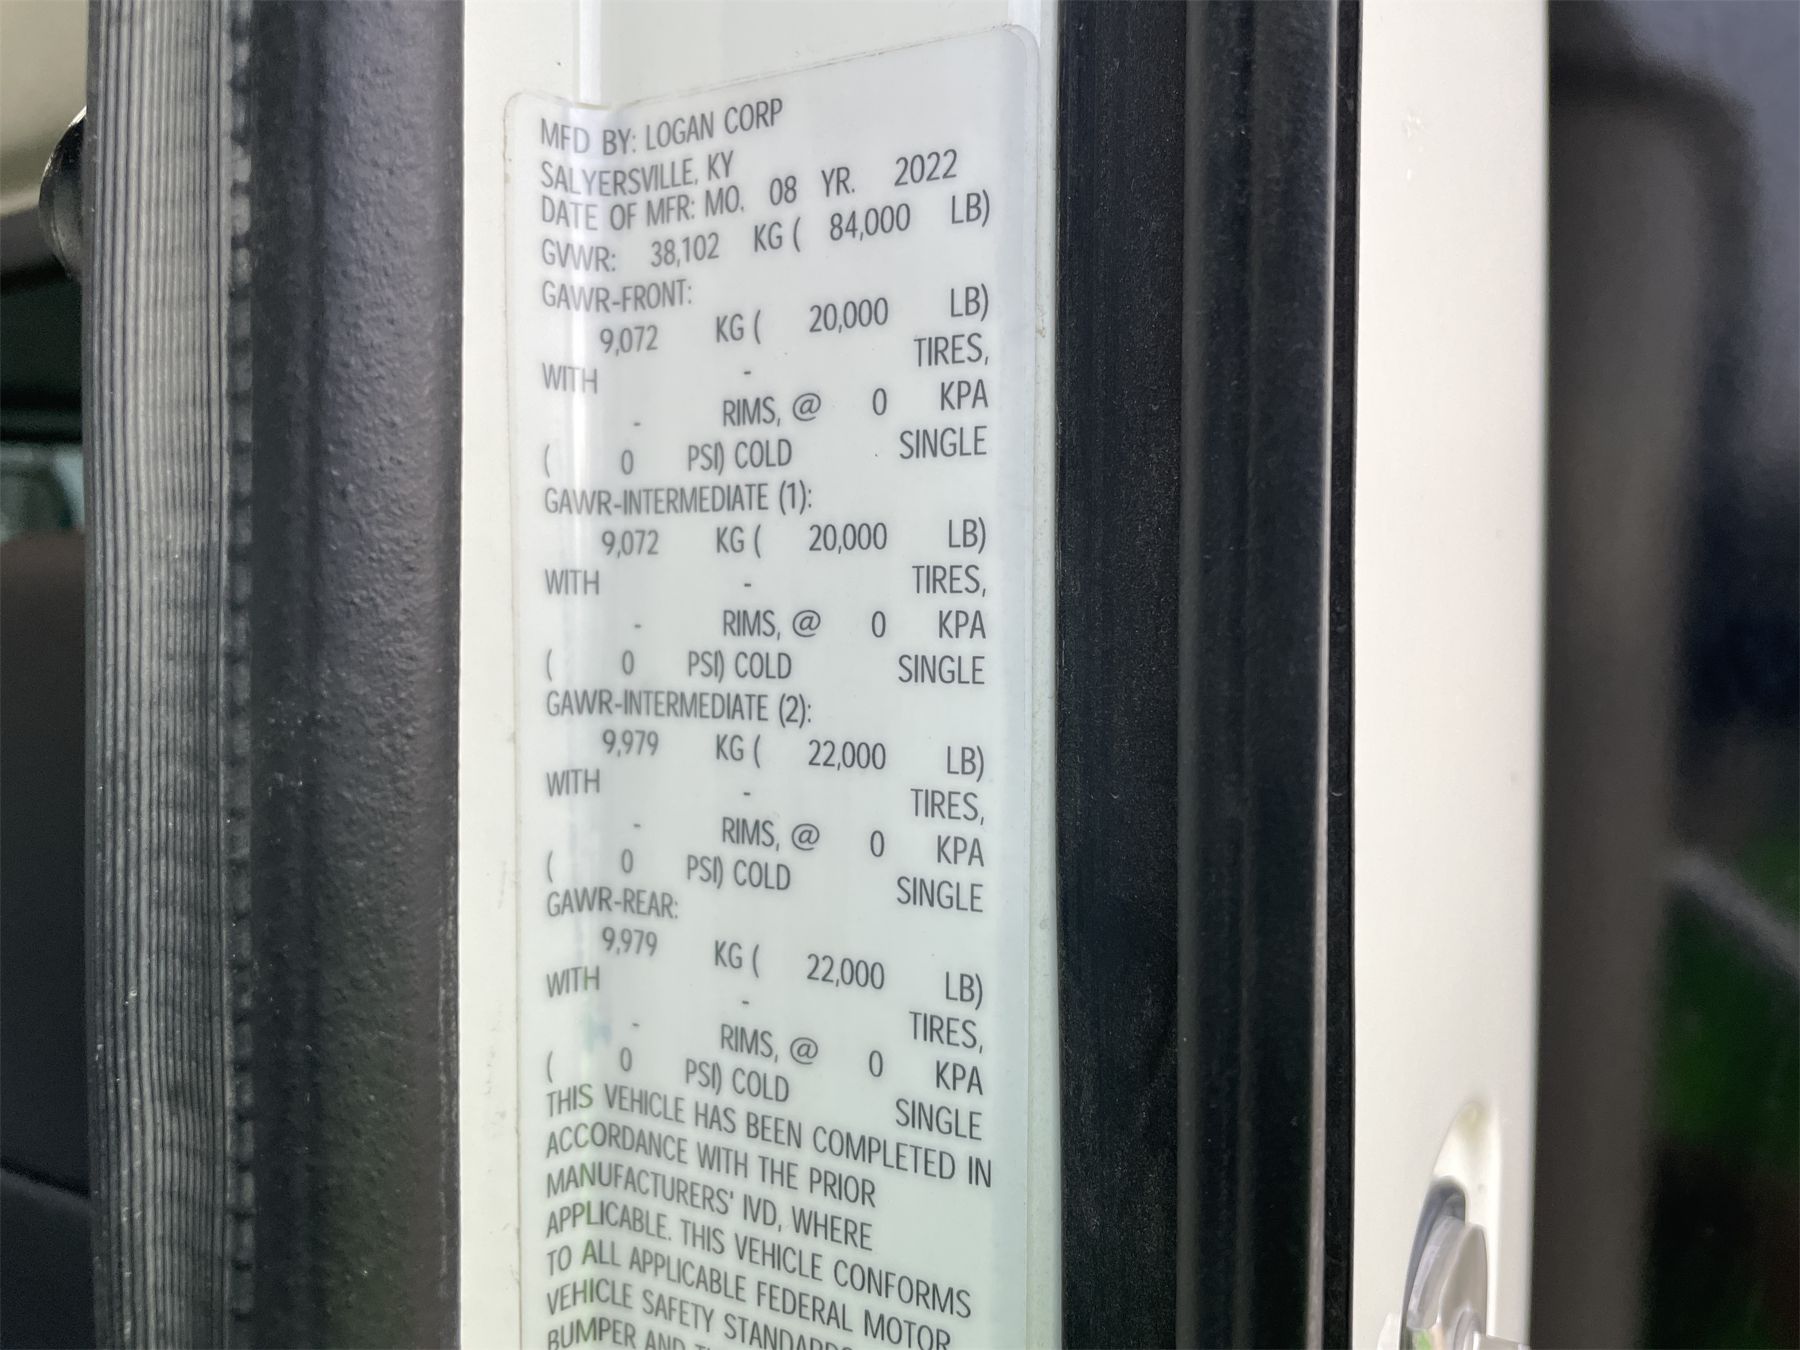 MFD BY: LOGAN CORP
SALYERSVILLE, KY
DATE OF MFR: MO. 08 YR. 2022
GVWR: 38,102 KG ( 84,000 LB)
GAWR-FRONT:
9,072 KG ( 20,000 LB)
WITH - TIRES,
- RIMS, @ 0 KPA
( 0 PSI) COLD SINGLE
GAWR-INTERMEDIATE (1):
9,072 KG ( 20,000 LB)
WITH - TIRES,
- RIMS, @ 0 KPA
( 0 PSI) COLD SINGLE
GAWR-INTERMEDIATE (2):
9,979 KG ( 22,000 LB)
WITH - TIRES,
- RIMS, @ 0 KPA
( 0 PSI) COLD SINGLE
GAWR-REAR:
9,979 KG ( 22,000 LB)
WITH - TIRES,
- RIMS, @ 0 KPA
( 0 PSI) COLD SINGLE
THIS VEHICLE HAS BEEN COMPLETED IN
ACCORDANCE WITH THE PRIOR
MANUFACTURERS' IVD, WHERE
APPLICABLE. THIS VEHICLE CONFORMS
TO ALL APPLICABLE FEDERAL MOTOR
VEHICLE SAFETY
BUMPER AND